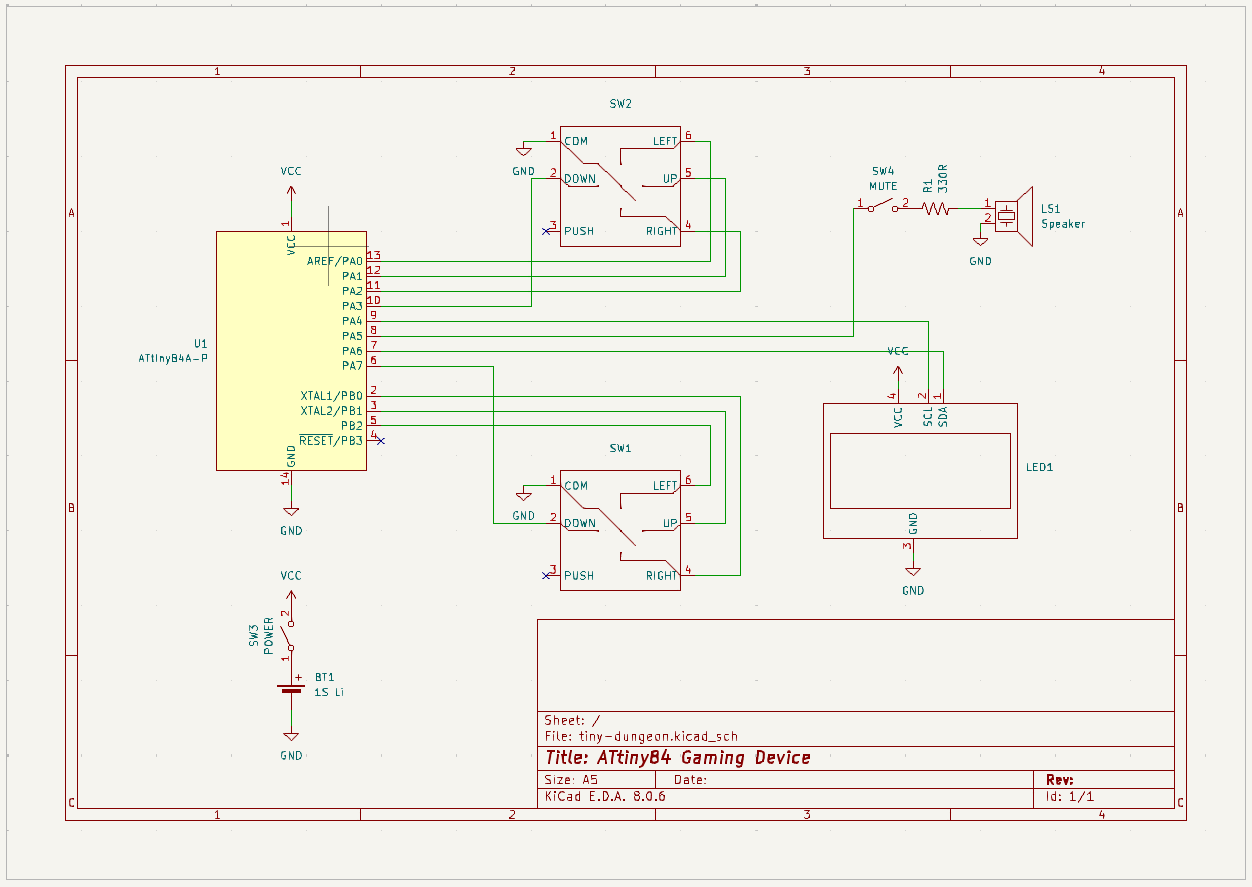 1 2 3 4
A A
B B
C C
SW2
1 COM LEFT 6
GND
2 DOWN UP 5
3 PUSH RIGHT 4
VCC
1
VCC
AREF/PA0 13
PA1 12
PA2 11
PA3 10
PA4 9
PA5 8
PA6 7
PA7 6
XTAL1/PB0 2
XTAL2/PB1 3
PB2 5
RESET/PB3 4
U1
ATtiny84A-P
GND
14
GND
SW4
MUTE
1 2
R1
330R
1
2
LS1
Speaker
GND
SW1
1 COM LEFT 6
GND
2 DOWN UP 5
3 PUSH RIGHT 4
VCC
4 2 1
VCC SCL SDA
LED1
GND
3
GND
VCC
2
SW3
POWER
1
+
BT1
1S Li
GND
Sheet: /
File: tiny-dungeon.kicad_sch
Title: ATtiny84 Gaming Device
Size: A5 Date: Rev:
KiCad E.D.A. 8.0.6 Id: 1/1
1 2 3 4